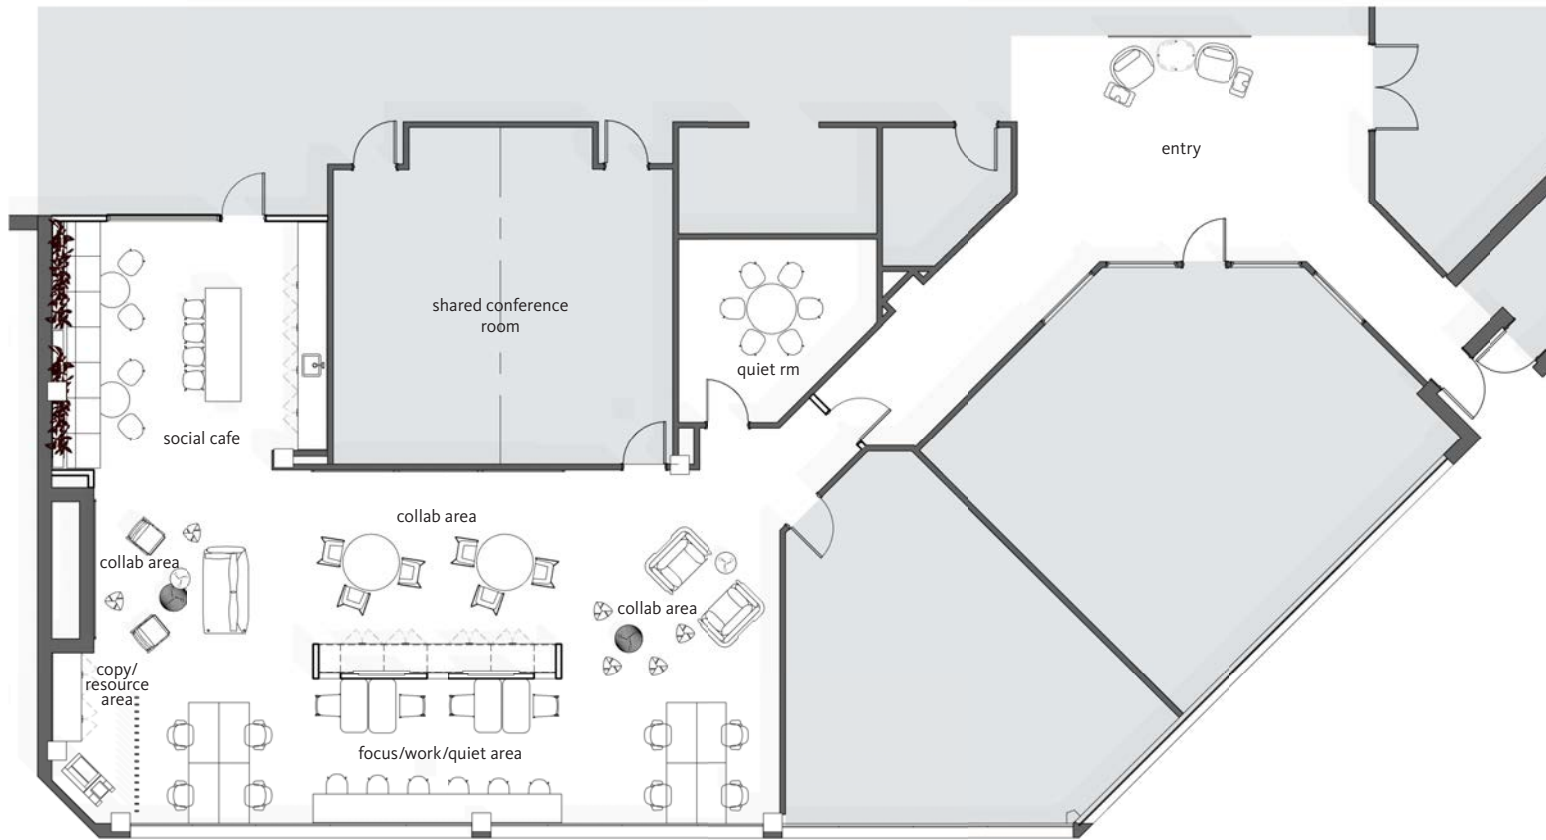 entry
shared conference
room
quiet rm
social cafe
collab area
collab area
collab area
copy/
resource
area
focus/work/quiet area